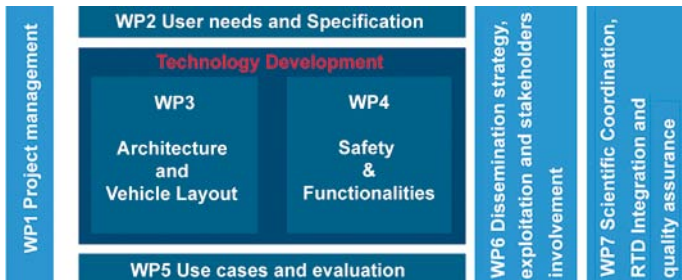 WP1 Project management
WP2 User needs and Specification
Technology Development
WP3
Architecture
and
Vehicle Layout
WP4
Safety
&
Functionalities
WP5 Use cases and evaluation
WP6 Dissemination strategy,
exploitation and stakeholders
involvement
WP7 Scientific Coordination,
RTD Integration and
quality assurance